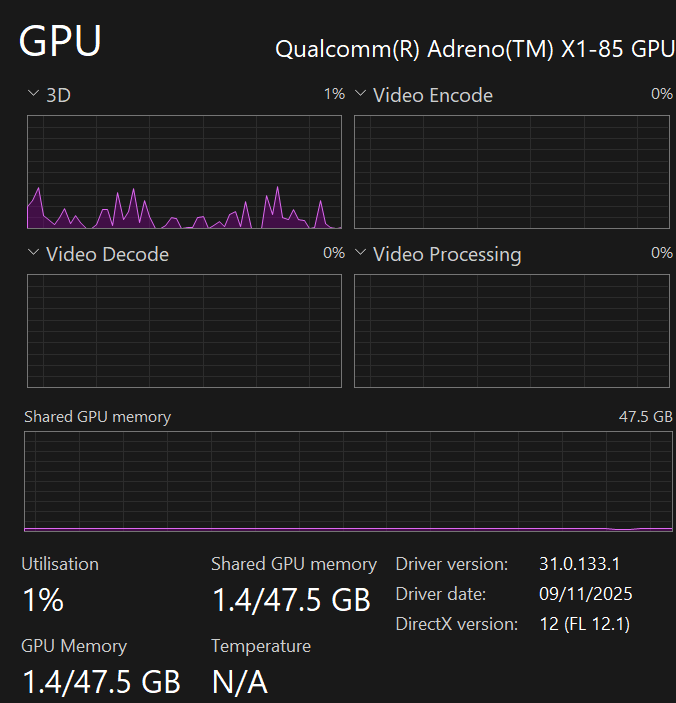 GPU
Qualcomm(R) Adreno(TM) X1-85 GPU
3D 1%
Video Encode 0%
Video Decode 0%
Video Processing 0%
Shared GPU memory 47.5 GB
Utilisation
1%
Shared GPU memory
1.4/47.5 GB
Driver version: 31.0.133.1
Driver date: 09/11/2025
DirectX version: 12 (FL 12.1)
GPU Memory
1.4/47.5 GB
Temperature
N/A